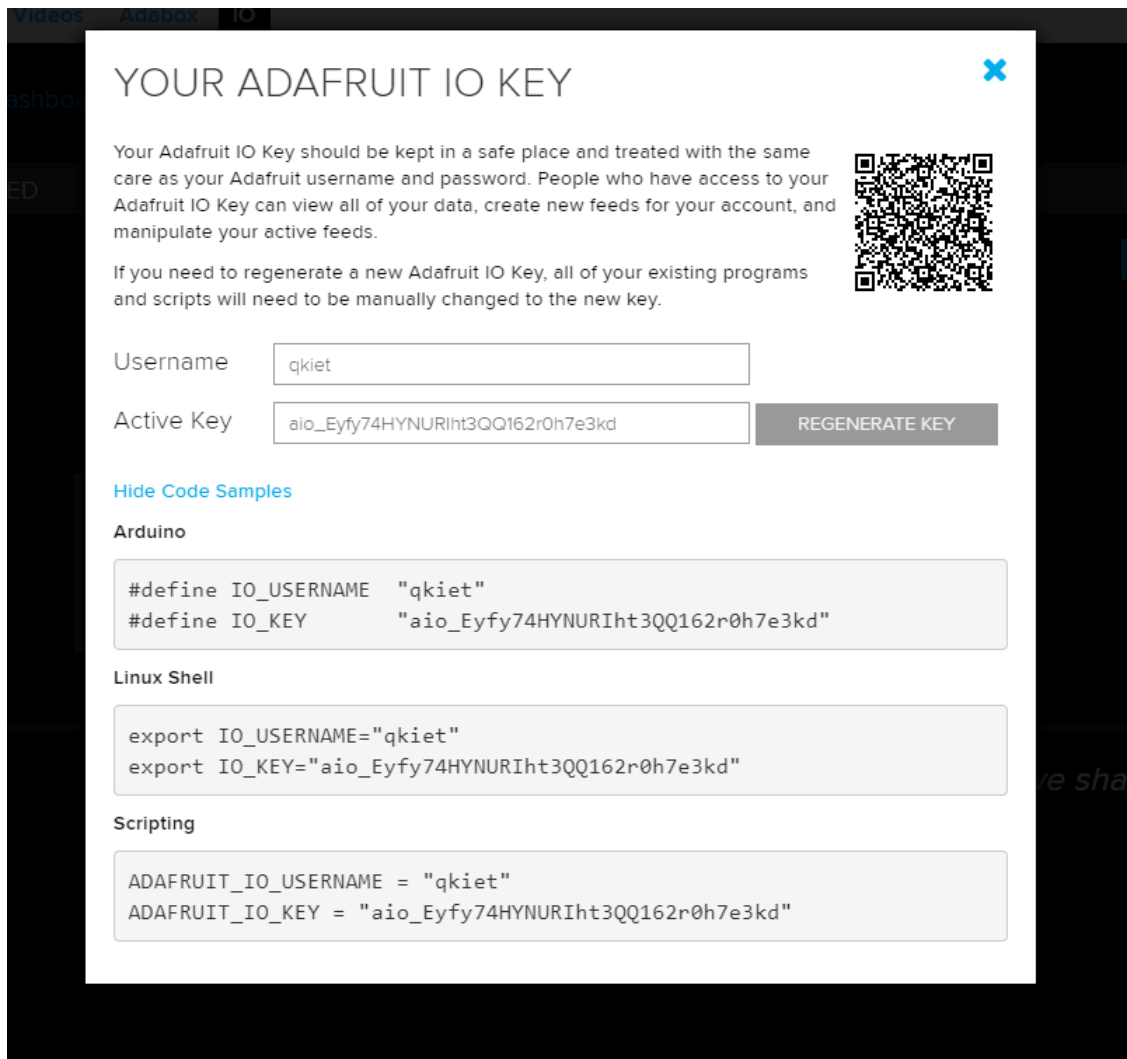 Videos Adabox IO
YOUR ADAFRUIT IO KEY
ashboa
Your Adafruit IO Key should be kept in a safe place and treated with the same
care as your Adafruit username and password. People who have access to your
ED
Adafruit IO Key can view all of your data, create new feeds for your account, and
manipulate your active feeds.
If you need to regenerate a new Adafruit IO Key, all of your existing programs
and scripts will need to be manually changed to the new key.
Username qkiet
Active Key aio_Eyfy74HYNURIht3QQ162r0h7e3kd REGENERATE KEY
Hide Code Samples
Arduino
#define IO_USERNAME "qkiet"
#define IO_KEY "aio_Eyfy74HYNURIht3QQ162r0h7e3kd"
Linux Shell
export IO_USERNAME="qkiet"
export IO_KEY="aio_Eyfy74HYNURIht3QQ162r0h7e3kd"
ve sha
Scripting
ADAFRUIT_IO_USERNAME = "qkiet"
ADAFRUIT_IO_KEY = "aio_Eyfy74HYNURIht3QQ162r0h7e3kd"